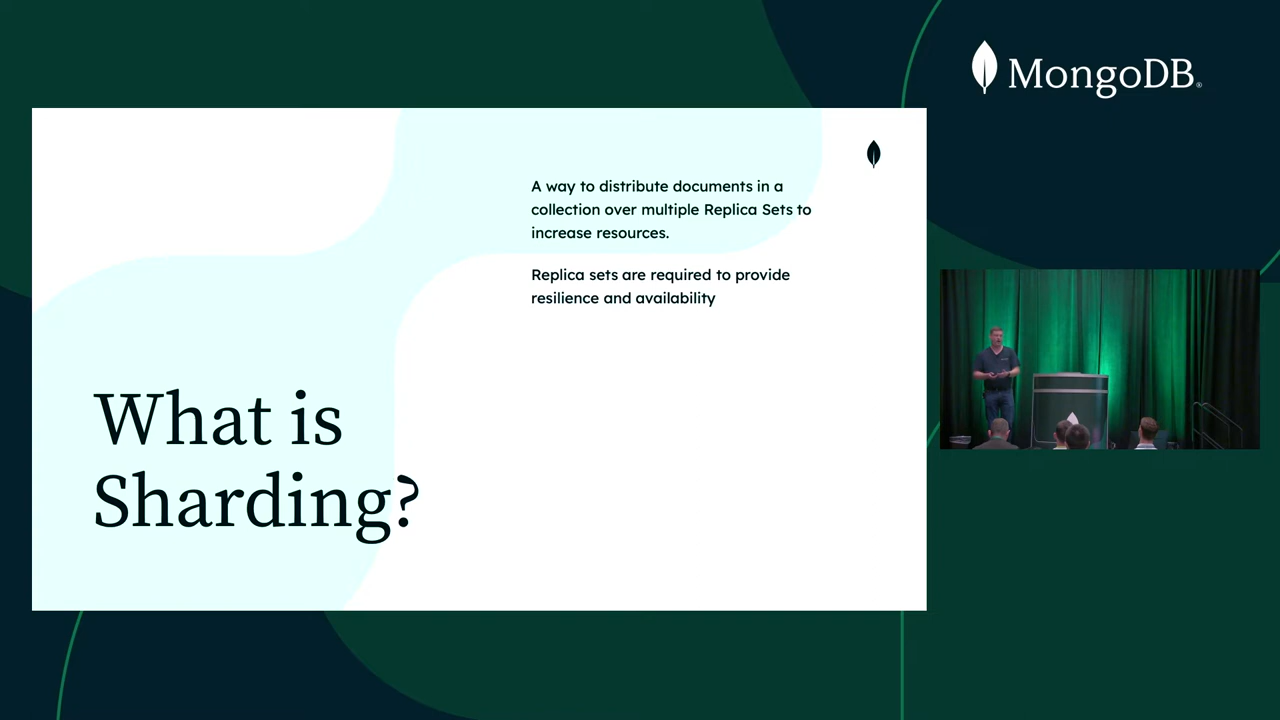 MongoDB®
A way to distribute documents in a
collection over multiple Replica Sets to
increase resources.
Replica sets are required to provide
resilience and availability
What is
Sharding?